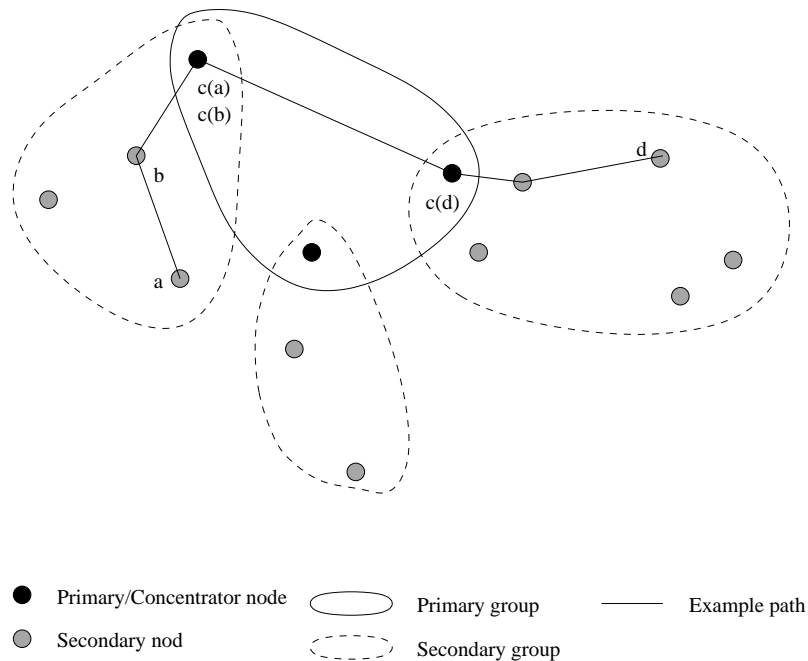 c(a)
c(b)
b
a
c(d)
d
Primary/Concentrator node
Secondary nod
Primary group
Secondary group
Example path